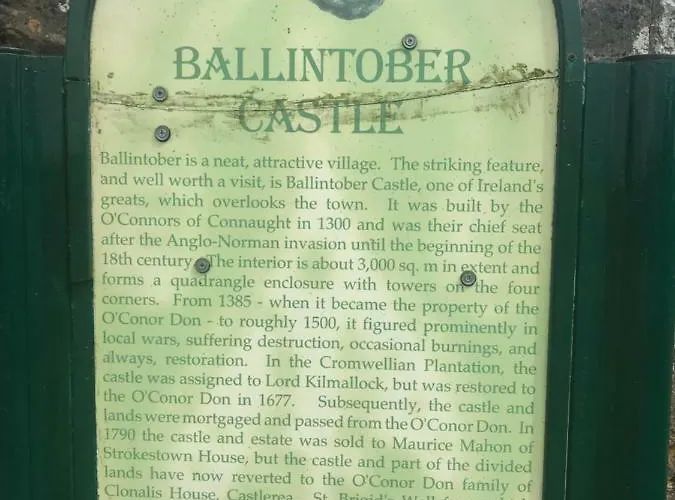 BALLINTOBER
CASTLE
Ballintober is a neat, attractive village. The striking feature,
and well worth a visit, is Ballintober Castle, one of Ireland's
greats, which overlooks the town. It was built by the
O'Connors of Connaught in 1300 and was their chief seat
after the Anglo-Norman invasion until the beginning of the
18th century. The interior is about 3,000 sq. m in extent and
forms a quadrangle enclosure with towers on the four
corners. From 1385 - when it became the property of the
O'Conor Don - to roughly 1500, it figured prominently in
local wars, suffering destruction, occasional burnings, and
always, restoration. In the Cromwellian Plantation, the
castle was assigned to Lord Kilmallock, but was restored to
the O'Conor Don in 1677. Subsequently, the castle and
lands were mortgaged and passed from the O'Conor Don. In
1790 the castle and estate was sold to Maurice Mahon of
Strokestown House, but the castle and part of the divided
lands have now reverted to the O'Conor Don family of
Clonalis House, Castlerea. St. Brigid's Well